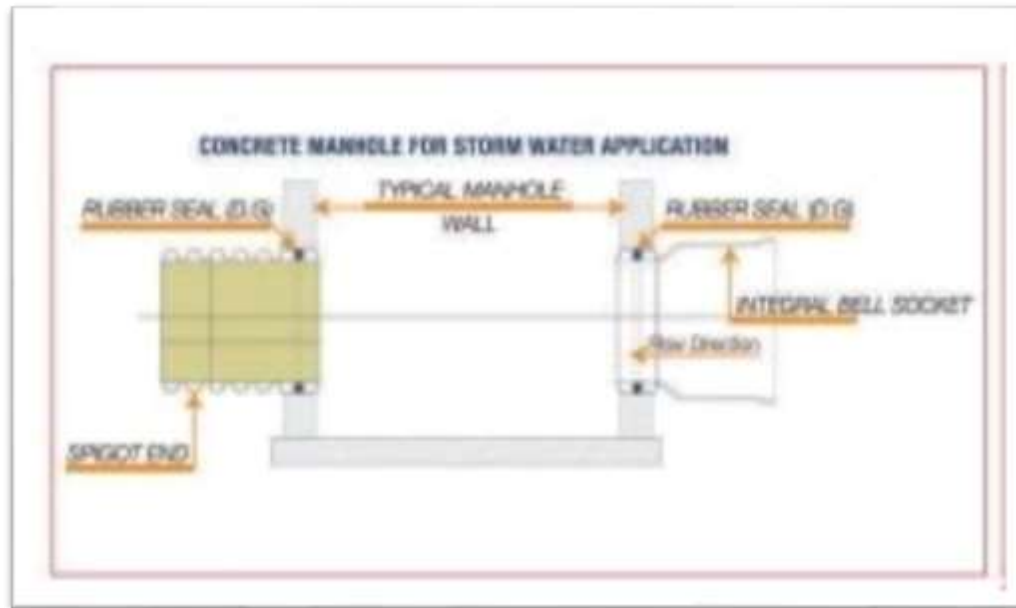 CONCRETE MANHOLE FOR STORM WATER APPLICATION
RUBBER SEAL (D.G)
TYPICAL MANHOLE
WALL
RUBBER SEAL (D.G)
INTEGRAL BELL SOCKET
Flow Direction
SPIGOT END